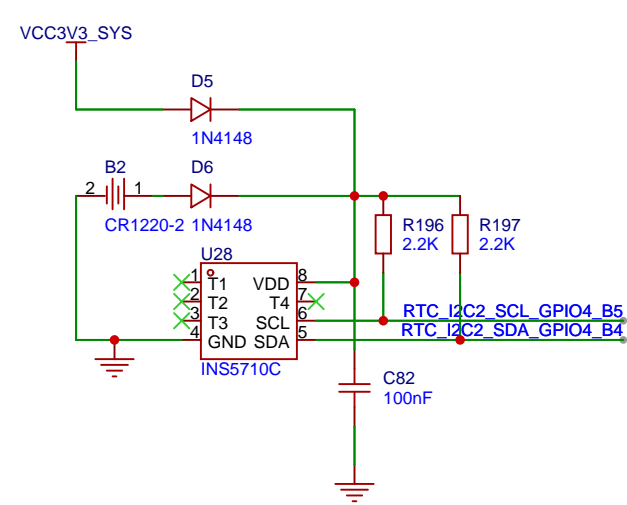 VCC3V3_SYS
D5
1N4148
B2
D6
2
1
CR1220-2
1N4148
R196
2.2K
R197
2.2K
U28
1 T1 VDD 8
2 T2 T4 7
3 T3 SCL 6
4 GND SDA 5
INS5710C
RTC_I2C2_SCL_GPIO4_B5
RTC_I2C2_SDA_GPIO4_B4
C82
100nF